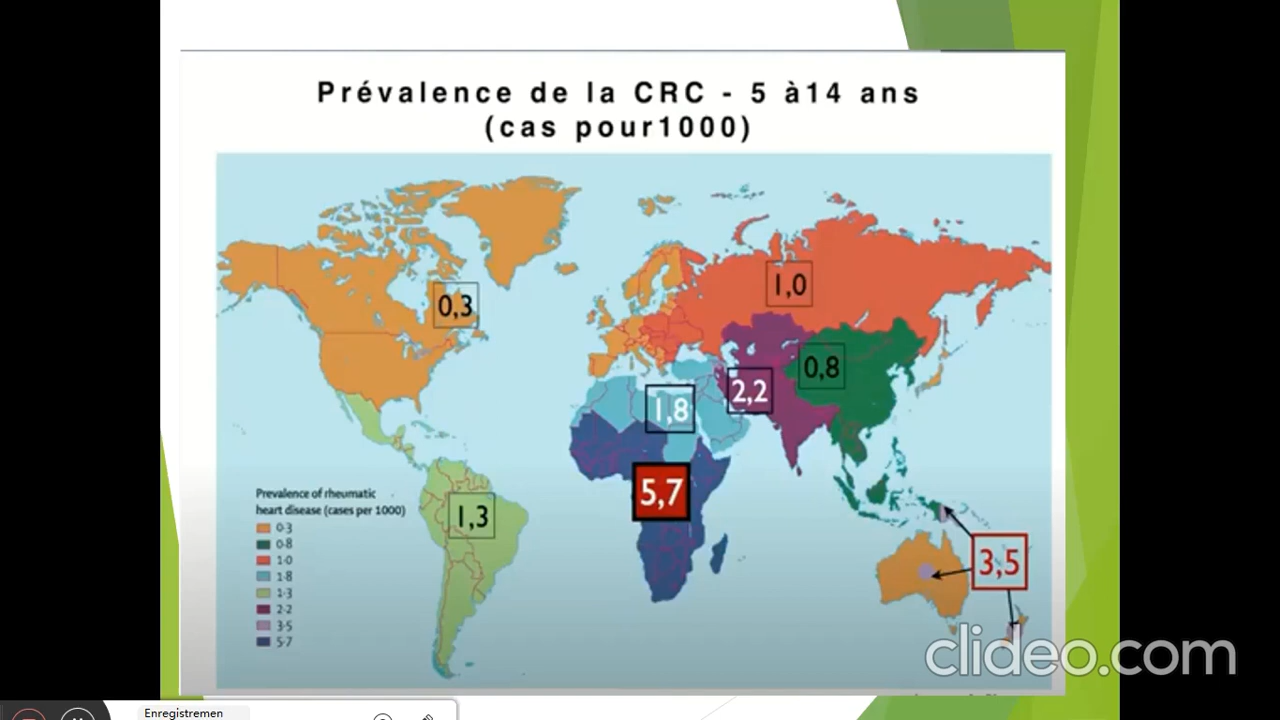 Prévalence de la CRC - 5 à14 ans
(cas pour1000)
1,0
0,3
0,8
2,2
1,8
5,7
1,3
3,5
Prevalence of rheumatic
heart disease (cases per 1000)
0·3
0·8
1·0
1·8
1·3
2·2
3·5
5·7
clideo.com
Enregistremen